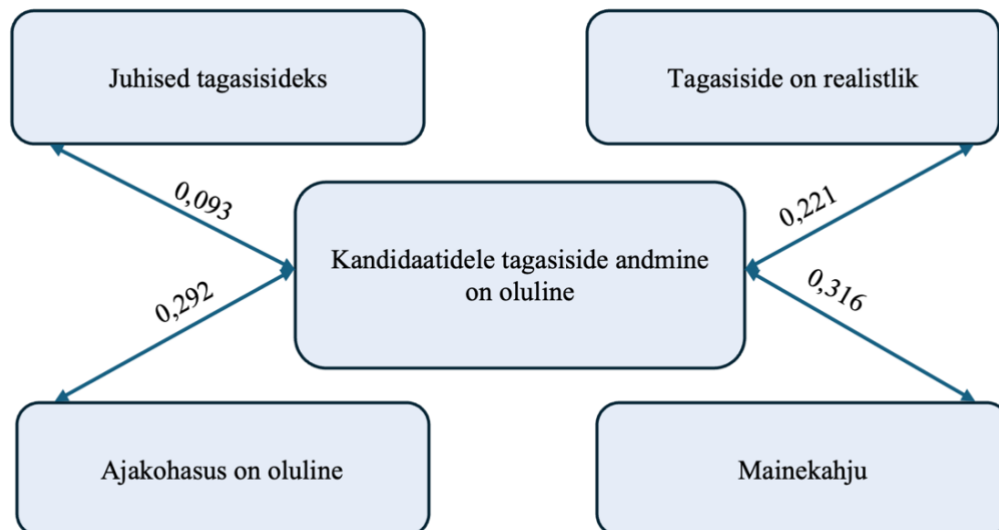 Juhised tagasisideks
Tagasiside on realistlik
0,093
0,221
Kandidaatidele tagasiside andmine
on oluline
0,292
0,316
Ajakohasus on oluline
Mainekahju